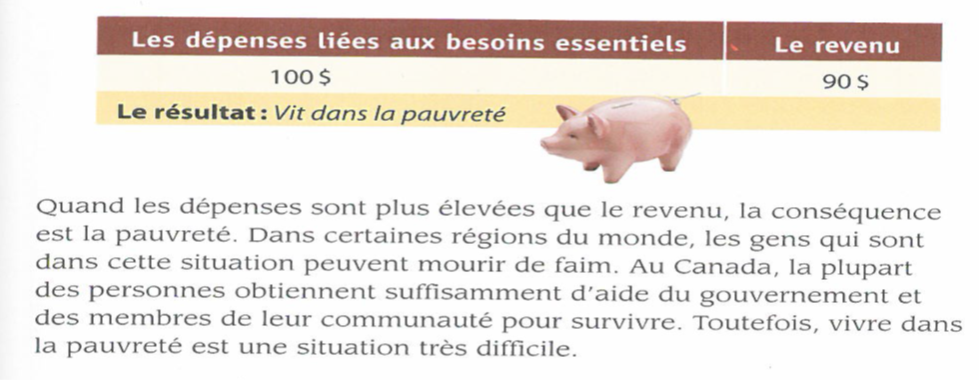 Les dépenses liées aux besoins essentiels Le revenu
100 $ 90 $
Le résultat : Vit dans la pauvreté
Quand les dépenses sont plus élevées que le revenu, la conséquence
est la pauvreté. Dans certaines régions du monde, les gens qui sont
dans cette situation peuvent mourir de faim. Au Canada, la plupart
des personnes obtiennent suffisamment d'aide du gouvernement et
des membres de leur communauté pour survivre. Toutefois, vivre dans
la pauvreté est une situation très difficile.